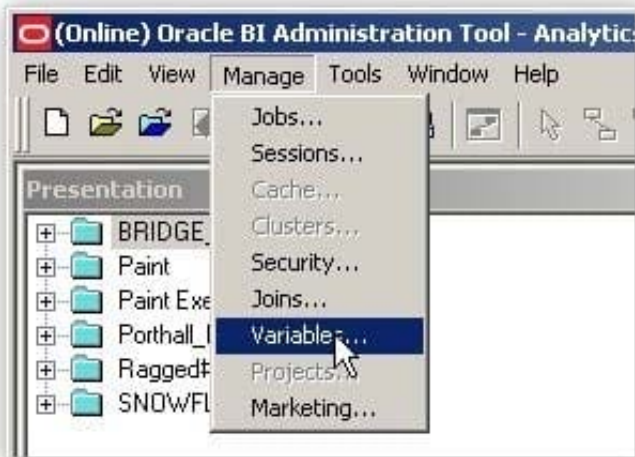 (Online) Oracle BI Administration Tool - Analytics
File Edit View Manage Tools Window Help
Jobs...
Sessions...
Cache...
Clusters...
Security...
Joins...
Variables...
Projects...
Marketing...
Presentation
BRIDGE_
Paint
Paint Exe
Porthall_
Ragged
SNOWFL